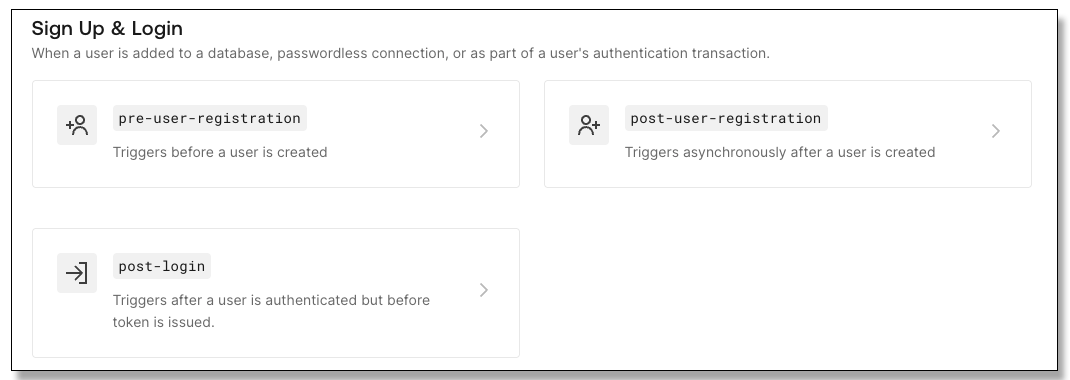 Sign Up & Login
When a user is added to a database, passwordless connection, or as part of a user's authentication transaction.
pre-user-registration
Triggers before a user is created
post-user-registration
Triggers asynchronously after a user is created
post-login
Triggers after a user is authenticated but before
token is issued.